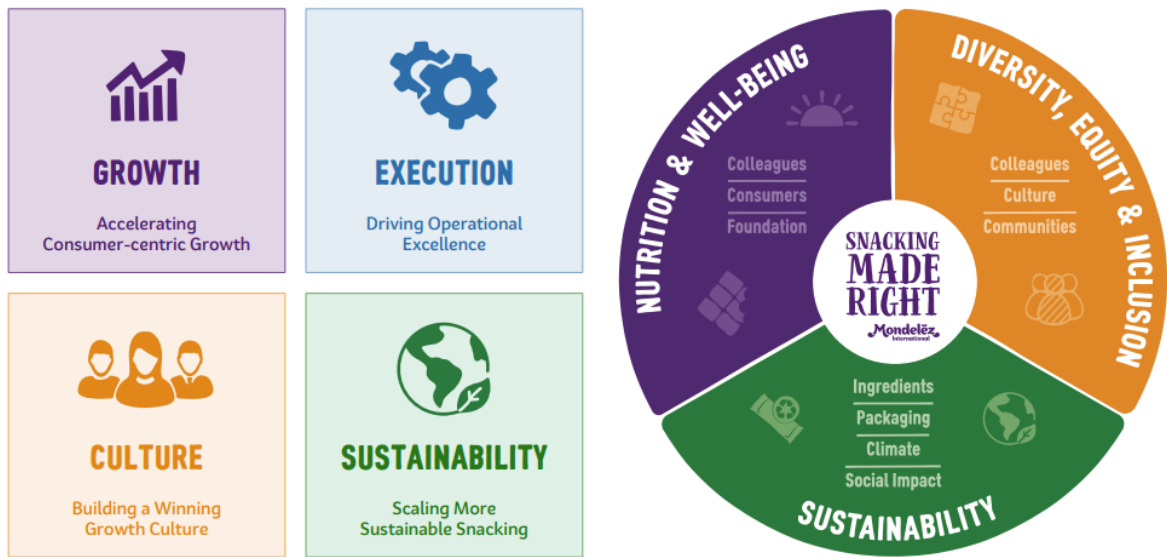 GROWTH
Accelerating
Consumer-centric Growth
EXECUTION
Driving Operational
Excellence
CULTURE
Building a Winning
Growth Culture
SUSTAINABILITY
Scaling More
Sustainable Snacking
NUTRITION & WELL-BEING
Colleagues
Consumers
Foundation
DIVERSITY, EQUITY & INCLUSION
Colleagues
Culture
Communities
SNACKING
MADE
RIGHT
Mondelēz
International
Ingredients
Packaging
Climate
Social Impact
SUSTAINABILITY